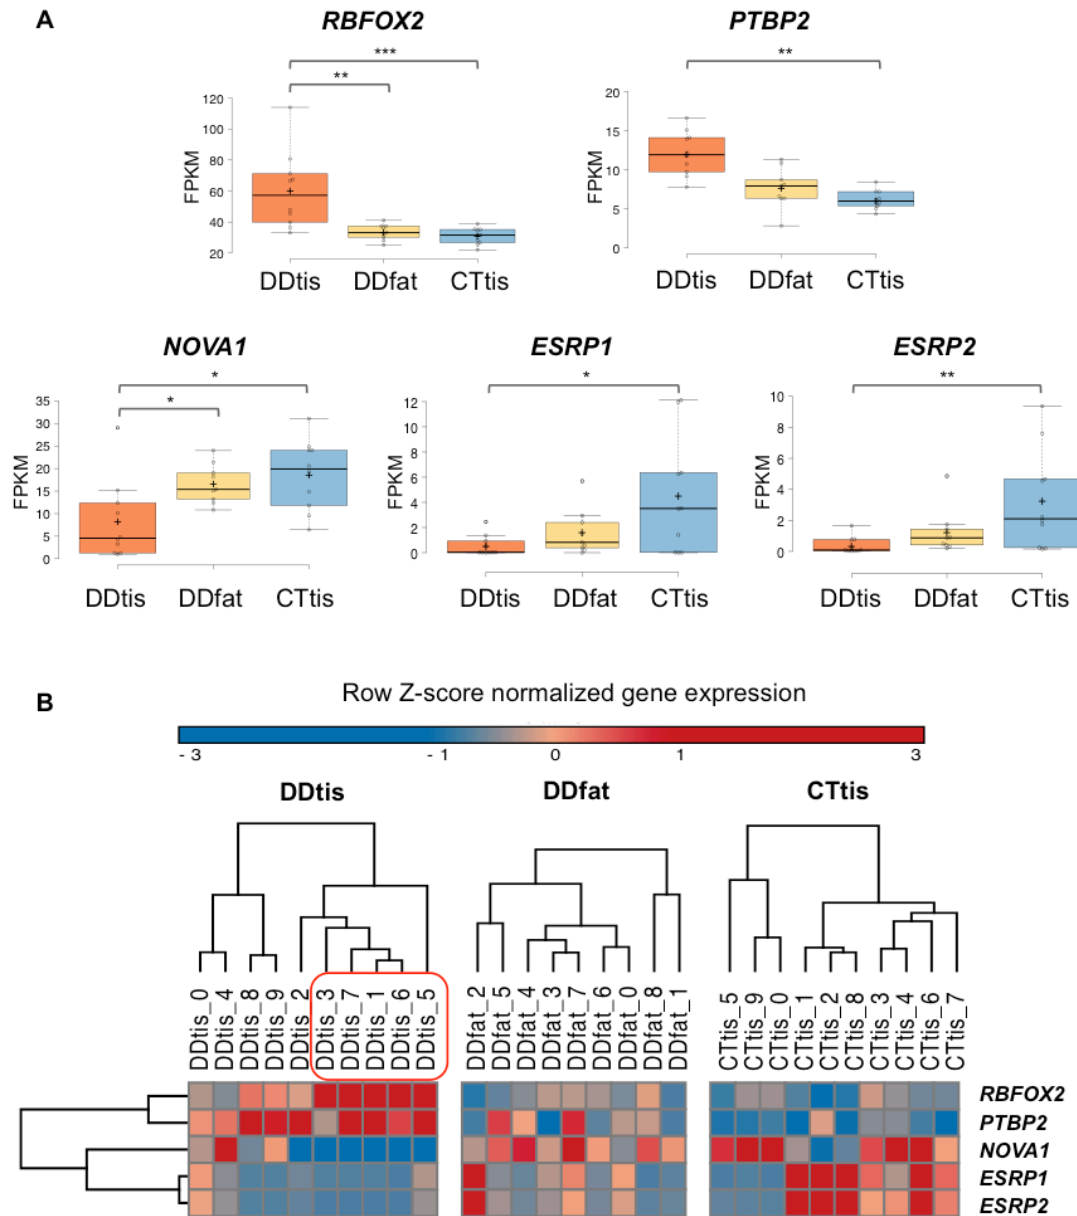 A
RBFOX2
PTBP2
***
**
**
FPKM
120
100
80
60
40
20
DDtis
DDfat
CTtis
FPKM
20
15
10
5
0
DDtis
DDfat
CTtis
NOVA1
ESRP1
ESRP2
*
*
*
**
FPKM
35
30
25
20
15
10
5
0
DDtis
DDfat
CTtis
FPKM
12
10
8
6
4
2
0
DDtis
DDfat
CTtis
FPKM
10
8
6
4
2
0
DDtis
DDfat
CTtis
B
Row Z-score normalized gene expression
- 3
- 1
0
1
3
DDtis
DDfat
CTtis
DDtis_0
DDtis_4
DDtis_8
DDtis_9
DDtis_2
DDtis_3
DDtis_7
DDtis_1
DDtis_6
DDtis_5
DDfat_2
DDfat_5
DDfat_4
DDfat_3
DDfat_7
DDfat_6
DDfat_0
DDfat_8
DDfat_1
CTtis_5
CTtis_9
CTtis_0
CTtis_1
CTtis_2
CTtis_8
CTtis_3
CTtis_4
CTtis_6
CTtis_7
RBFOX2
PTBP2
NOVA1
ESRP1
ESRP2